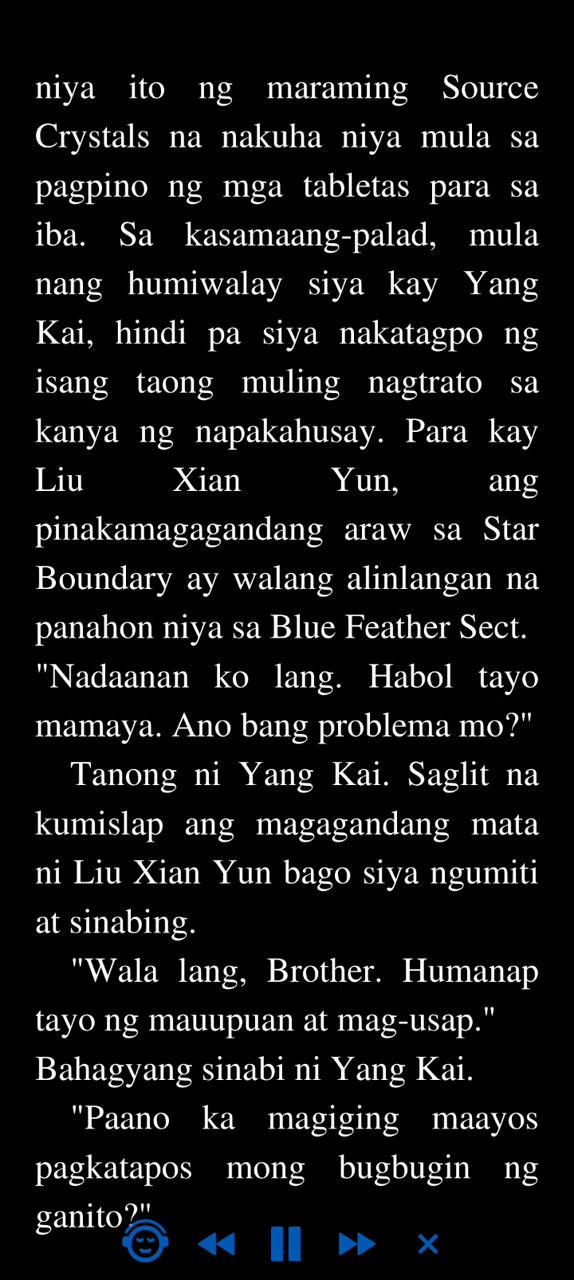 niya ito ng maraming Source
Crystals na nakuha niya mula sa
pagpino ng mga tabletas para sa
iba. Sa kasamaang-palad, mula
nang humiwalay siya kay Yang
Kai, hindi pa siya nakatagpo ng
isang taong muling nagtrato sa
kanya ng napakahusay. Para kay
Liu Xian Yun, ang
pinakamagagandang araw sa Star
Boundary ay walang alinlangan na
panahon niya sa Blue Feather Sect.
"Nadaanan ko lang. Habol tayo
mamaya. Ano bang problema mo?"
Tanong ni Yang Kai. Saglit na
kumislap ang magagandang mata
ni Liu Xian Yun bago siya ngumiti
at sinabing.
"Wala lang, Brother. Humanap
tayo ng mauupuan at mag-usap."
Bahagyang sinabi ni Yang Kai.
"Paano ka magiging maayos
pagkatapos mong bugbugin ng
ganito?"